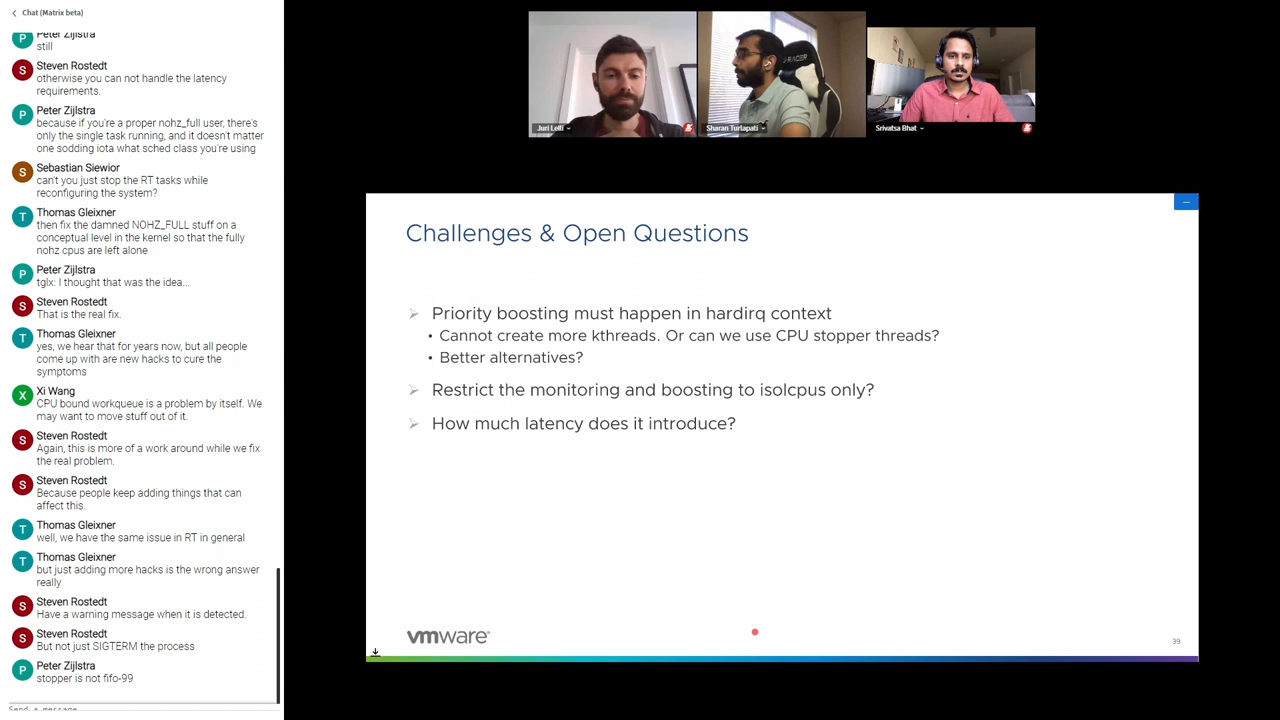 Chat (Matrix beta)
P
Peter Zijlstra
still
S
Steven Rostedt
otherwise you can not handle the latency
requirements.
P
Peter Zijlstra
because if you're a proper nohz_full user, there's
only the single task running, and it doesn't matter
one sodding iota what sched class you're using
S
Sebastian Siewior
can't you just stop the RT tasks while
reconfiguring the system?
T
Thomas Gleixner
then fix the damned NOHZ_FULL stuff on a
conceptual level in the kernel so that the fully
nohz cpus are left alone
P
Peter Zijlstra
tglx: I thought that was the idea...
S
Steven Rostedt
That is the real fix.
T
Thomas Gleixner
yes, we hear that for years now, but all people
come up with are new hacks to cure the
symptoms
X
Xi Wang
CPU bound workqueue is a problem by itself. We
may want to move stuff out of it.
S
Steven Rostedt
Again, this is more of a work around while we fix
the real problem.
S
Steven Rostedt
Because people keep adding things that can
affect this.
T
Thomas Gleixner
well, we have the same issue in RT in general
T
Thomas Gleixner
but just adding more hacks is the wrong answer
really
S
Steven Rostedt
Have a warning message when it is detected.
S
Steven Rostedt
But not just SIGTERM the process
P
Peter Zijlstra
stopper is not fifo-99
Send a message
Juri Lelli
RACER
Sharan Turlapati
Srivatsa Bhat
Challenges & Open Questions
Priority boosting must happen in hardirq context
• Cannot create more kthreads. Or can we use CPU stopper threads?
• Better alternatives?
Restrict the monitoring and boosting to isolcpus only?
How much latency does it introduce?
vmware®
39